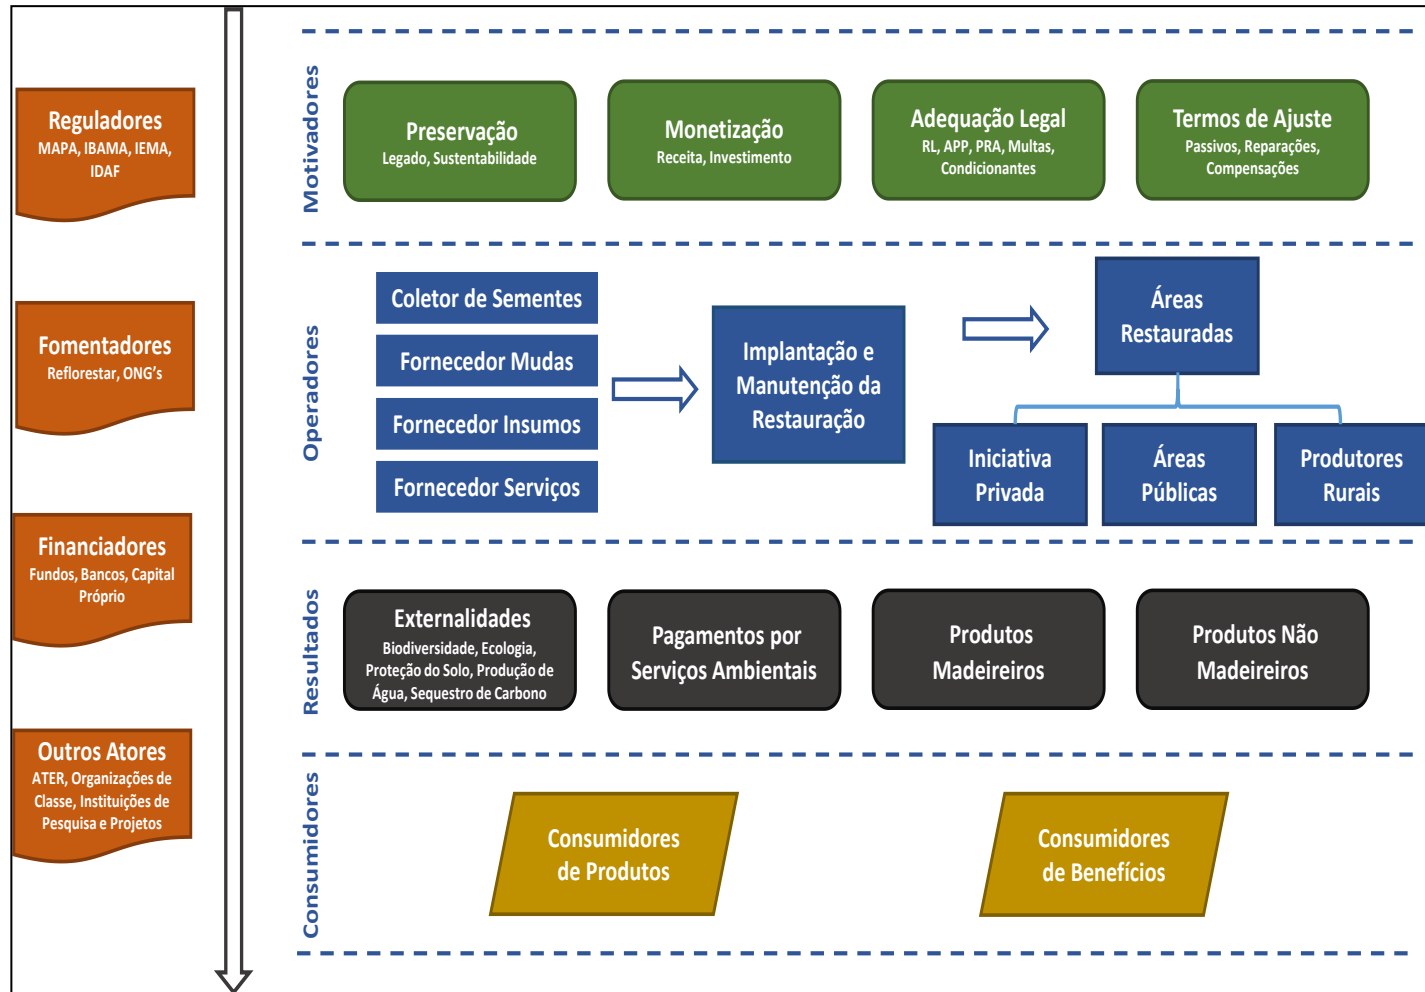 Reguladores
MAPA, IBAMA, IEMA,
IDAF
Fomentadores
Reflorestar, ONG's
Financiadores
Fundos, Bancos, Capital
Próprio
Outros Atores
ATER, Organizações de
Classe, Instituições de
Pesquisa e Projetos
Motivadores
Preservação
Legado, Sustentabilidade
Monetização
Receita, Investimento
Adequação Legal
RL, APP, PRA, Multas,
Condicionantes
Termos de Ajuste
Passivos, Reparações,
Compensações
Operadores
Coletor de Sementes
Fornecedor Mudas
Fornecedor Insumos
Fornecedor Serviços
Implantação e
Manutenção da
Restauração
Áreas
Restauradas
Iniciativa
Privada
Áreas
Públicas
Produtores
Rurais
Resultados
Externalidades
Biodiversidade, Ecologia,
Proteção do Solo, Produção de
Água, Sequestro de Carbono
Pagamentos por
Serviços Ambientais
Produtos
Madeireiros
Produtos Não
Madeireiros
Consumidores
Consumidores
de Produtos
Consumidores
de Benefícios